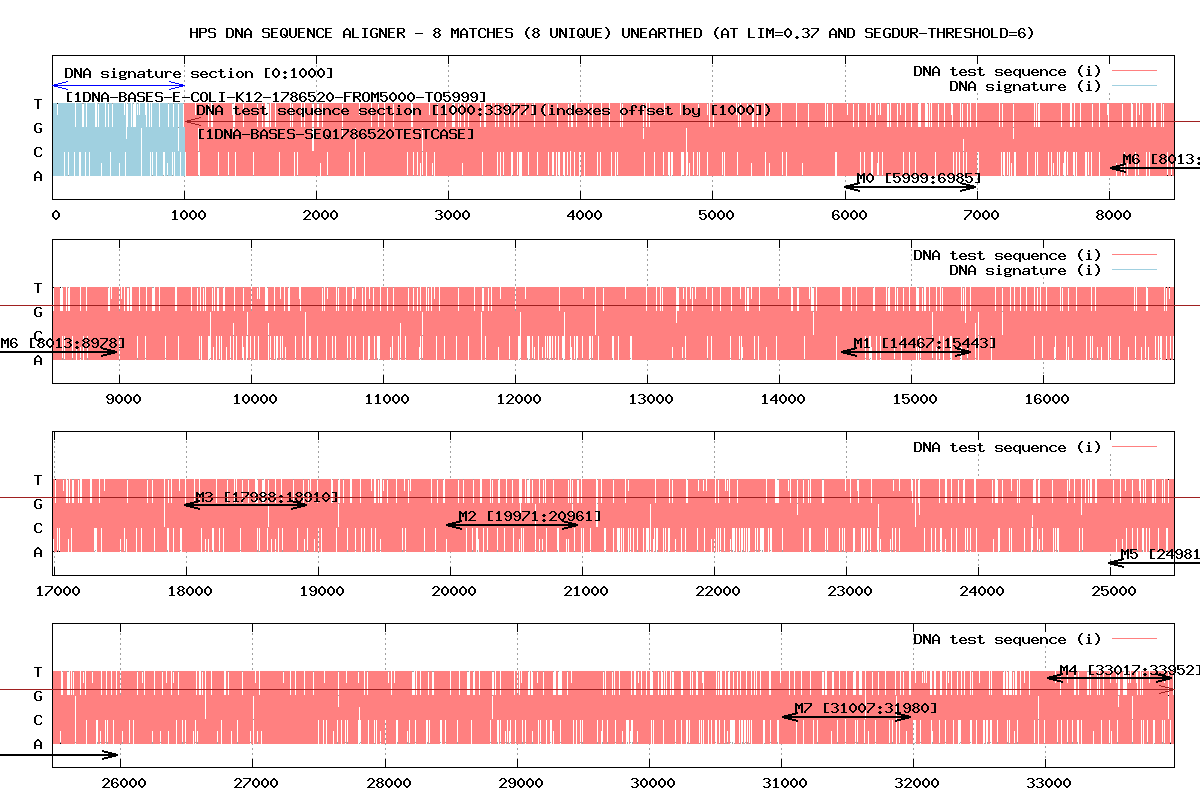 HPS DNA SEQUENCE ALIGNER - 8 MATCHES (8 UNIQUE) UNEARTHED (AT LIM=0.37 AND SEGDUR-THRESHOLD=6)
DNA signature section [0:1000]
DNA test sequence (i)
DNA signature (i)
[1DNA-BASES-E-COLI-K12-1786520-FROM5000-TO5999]
T
DNA test sequence section [1000:33977](indexes offset by [1000])
G
[1DNA-BASES-SEQ1786520TESTCASE]
C
M6 [8013:
A
M0 [5999:6985]
0 1000 2000 3000 4000 5000 6000 7000 8000
DNA test sequence (i)
DNA signature (i)
T
G
C
M6 [8013:8978]
M1 [14467:15443]
A
9000 10000 11000 12000 13000 14000 15000 16000
DNA test sequence (i)
T
M3 [17988:18910]
G
M2 [19971:20961]
C
A
M5 [24981
17000 18000 19000 20000 21000 22000 23000 24000 25000
DNA test sequence (i)
T
M4 [33017:33952]
G
M7 [31007:31980]
C
A
26000 27000 28000 29000 30000 31000 32000 33000